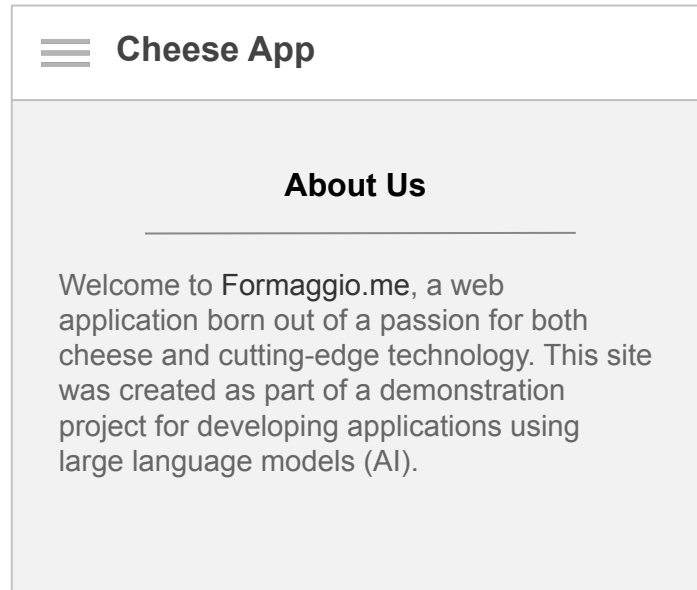 Cheese App
About Us
Welcome to Formaggio.me, a web
application born out of a passion for both
cheese and cutting-edge technology. This site
was created as part of a demonstration
project for developing applications using
large language models (AI).